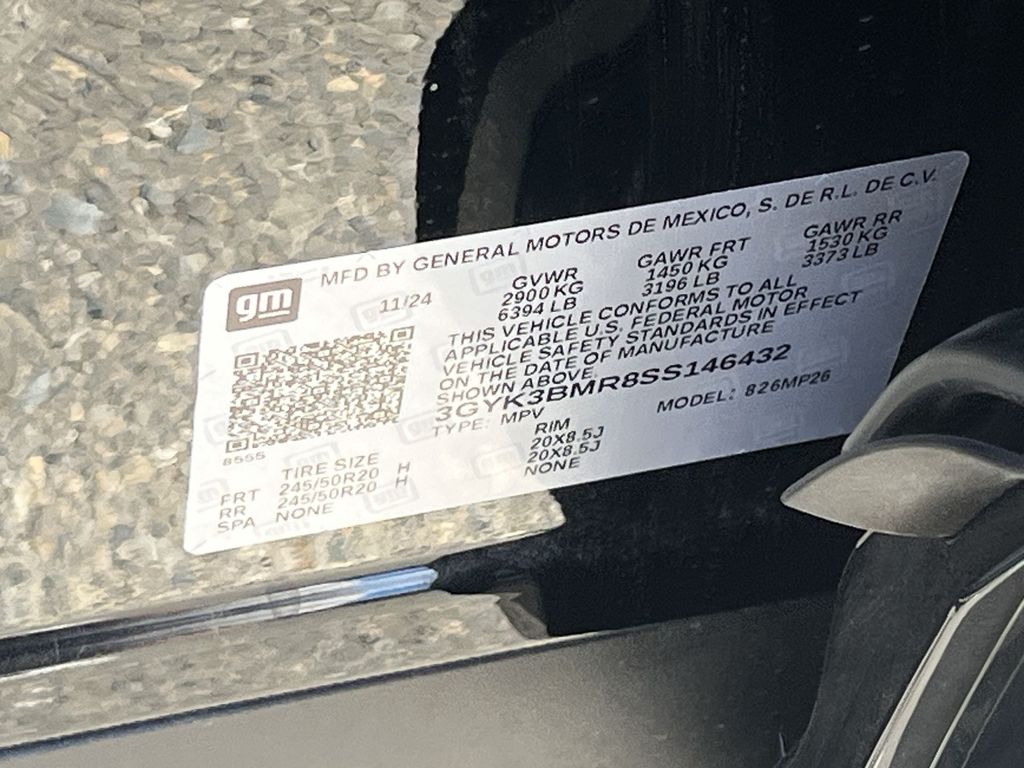 gm
MFD BY GENERAL MOTORS DE MEXICO, S. DE R.L. DE C.V.
11/24
GVWR GAWR FRT GAWR RR
2900 KG 1450 KG 1530 KG
6394 LB 3196 LB 3373 LB
THIS VEHICLE CONFORMS TO ALL
APPLICABLE U.S. FEDERAL MOTOR
VEHICLE SAFETY STANDARDS IN EFFECT
ON THE DATE OF MANUFACTURE
SHOWN ABOVE.
3GYK3BMR8SS146432
TYPE: MPV MODEL: 826MP26
8555
TIRE SIZE RIM
FRT 245/50R20 H 20X8.5J
RR 245/50R20 H 20X8.5J
SPA NONE NONE